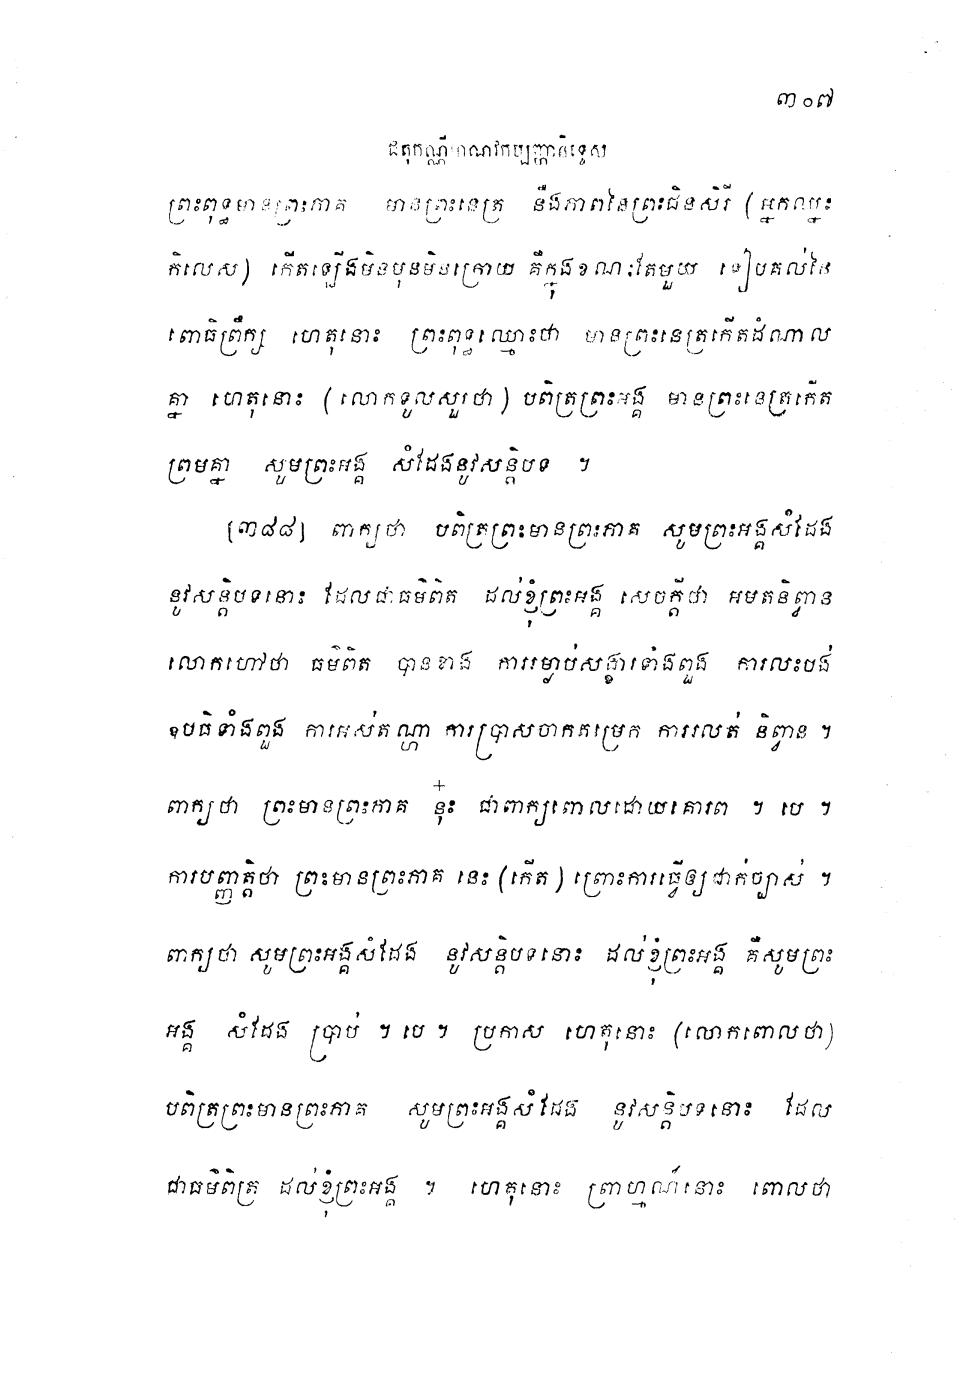 ៣០៧
ជតុកណ្ណីមាណវកប្បញ្ហានិទ្ទេស
ព្រះពុទ្ធមានព្រះភាគ មានព្រះនេត្រ នឹងភាពនៃព្រះជិនសិរី (អ្នកឈ្នះ
កិលេស) កើតឡើងមិនមុនមិនក្រោយ គឺក្នុងខណៈតែមួយ ទៀបគល់នៃ
ពោធិព្រឹក្ស ហេតុនោះ ព្រះពុទ្ធឈ្មោះថា មានព្រះនេត្រកើតដំណាល
គ្នា ហេតុនោះ (លោកទូលសួរថា) បពិត្រព្រះអង្គ មានព្រះនេត្រកើត
ព្រមគ្នា សូមព្រះអង្គ សំដែងនូវសន្តិបទ ។
[៣៨៨] ពាក្យថា បពិត្រព្រះមានព្រះភាគ សូមព្រះអង្គសំដែង
នូវសន្តិបទនោះ ដែលជាធម៌ពិត ដល់ខ្ញុំព្រះអង្គ សេចក្តីថា អមតនិព្វាន
លោកហៅថា ធម៌ពិត បានខាង ការរម្ងាប់សង្ខារទាំងពួង ការលះបង់
ឧបធិទាំងពួង ការអស់តណ្ហា ការប្រាសចាកតម្រេក ការរលត់ និព្វាន ។
ពាក្យថា ព្រះមានព្រះភាគ នុ៎ះ ជាពាក្យពោលដោយគោរព ។ បេ ។
ការបញ្ញត្តិថា ព្រះមានព្រះភាគ នេះ (កើត) ព្រោះការធ្វើឲ្យជាក់ច្បាស់ ។
ពាក្យថា សូមព្រះអង្គសំដែង នូវសន្តិបទនោះ ដល់ខ្ញុំព្រះអង្គ គឺសូមព្រះ
អង្គ សំដែង ប្រាប់ ។ បេ ។ ប្រកាស ហេតុនោះ (លោកពោលថា)
បពិត្រព្រះមានព្រះភាគ សូមព្រះអង្គសំដែង នូវសន្តិបទនោះ ដែល
ជាធម៌ពិត្រ ដល់ខ្ញុំព្រះអង្គ ។ ហេតុនោះ ព្រាហ្មណ៍នោះ ពោលថា